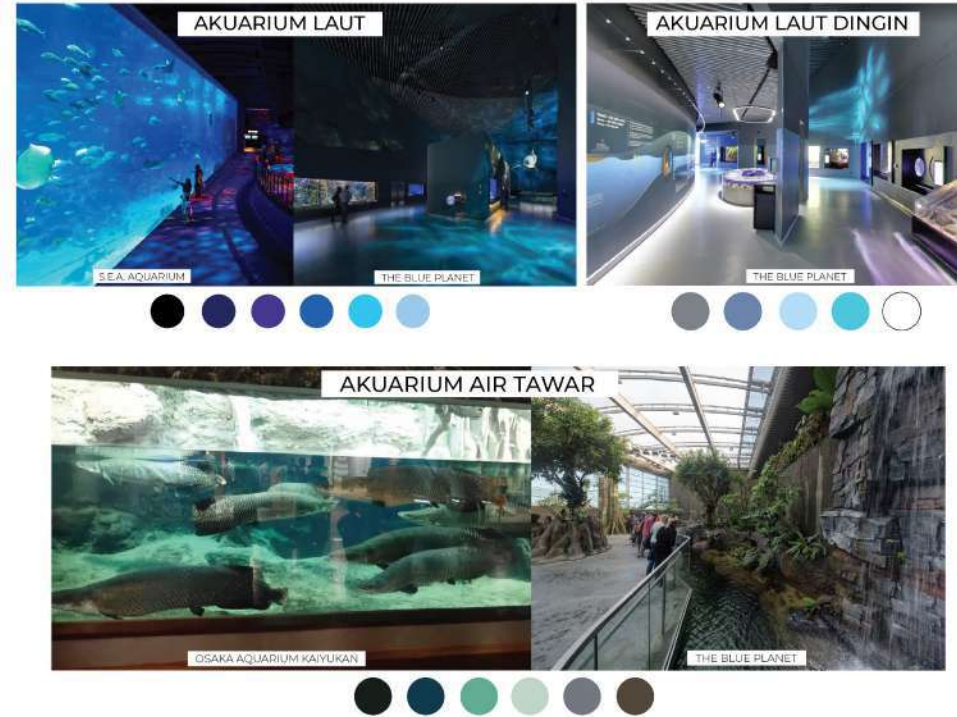 AKUARIUM LAUT
S.E.A. AQUARIUM
THE BLUE PLANET
AKUARIUM LAUT DINGIN
THE BLUE PLANET
AKUARIUM AIR TAWAR
OSAKA AQUARIUM KAIYUKAN
THE BLUE PLANET